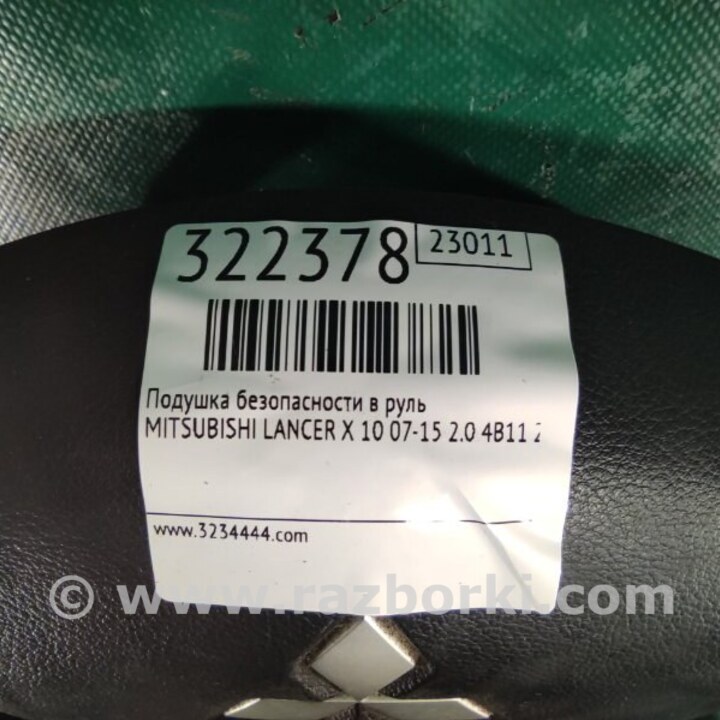 322378
23011
Подушка безопасности в руль
MITSUBISHI LANCER X 10 07-15 2.0 4B11 2
www.3234444.com
© www.razborki.com